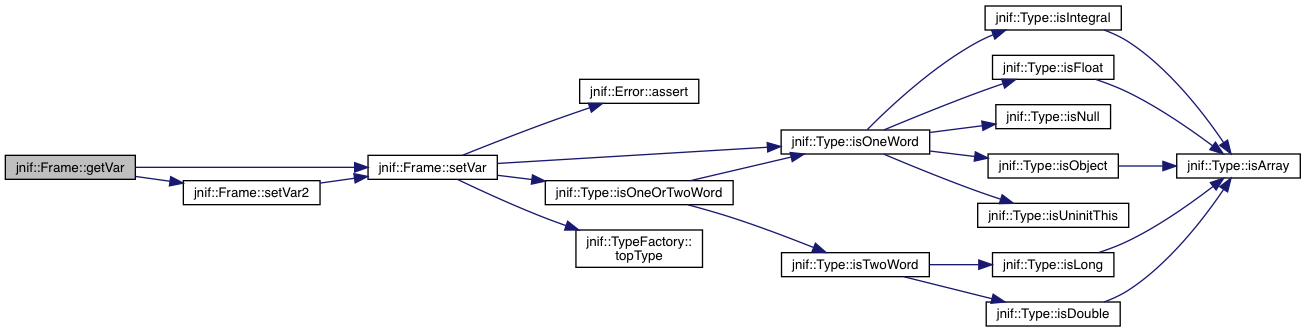 jnif::Frame::getVar
jnif::Frame::setVar2
jnif::Frame::setVar
jnif::Error::assert
jnif::Type::isOneOrTwoWord
jnif::TypeFactory::
topType
jnif::Type::isOneWord
jnif::Type::isTwoWord
jnif::Type::isIntegral
jnif::Type::isFloat
jnif::Type::isNull
jnif::Type::isObject
jnif::Type::isUninitThis
jnif::Type::isLong
jnif::Type::isDouble
jnif::Type::isArray